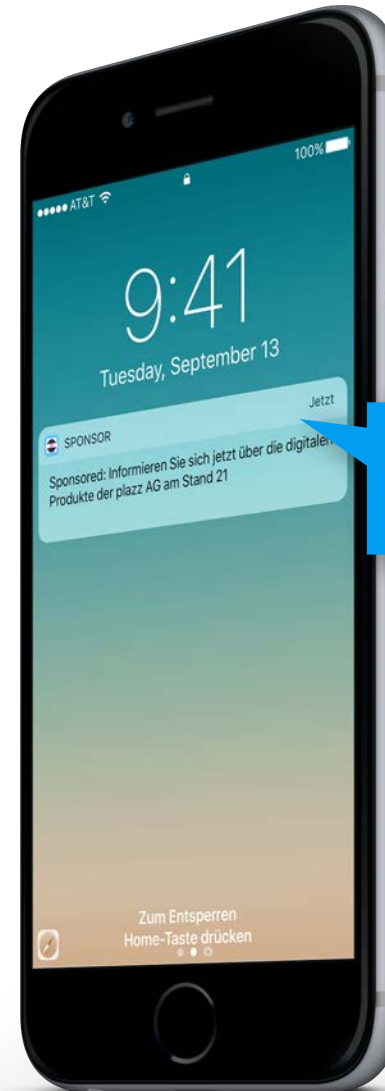 AT&T
100%
9:41
Tuesday, September 13
SPONSOR
Jetzt
Sponsored: Informieren Sie sich jetzt über die digitalen
Produkte der plazz AG am Stand 21
Zum Entsperren
Home-Taste drücken